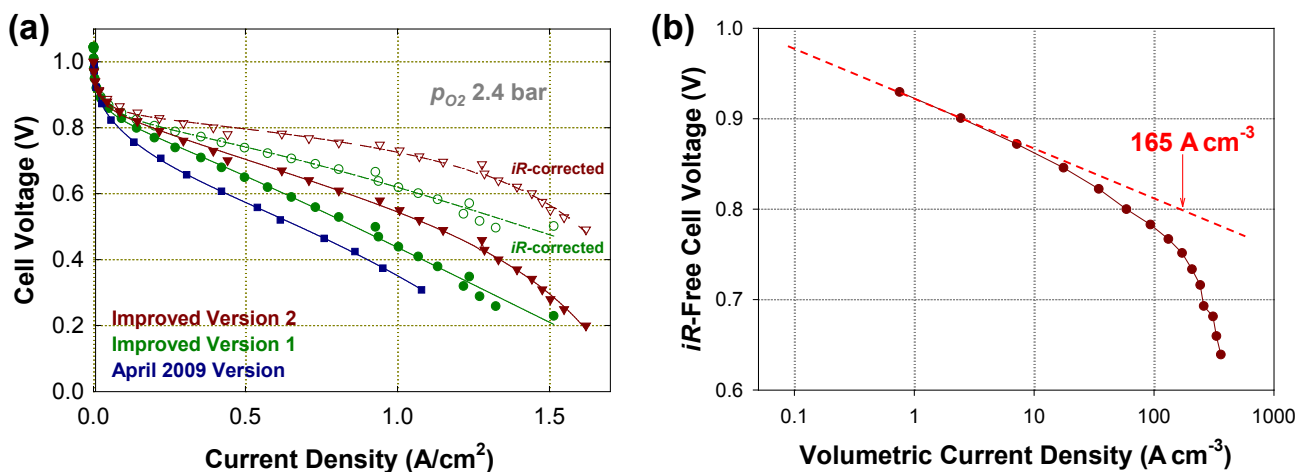 (a)
Cell Voltage (V)
1.0
0.8
0.6
0.4
0.2
0.0
pO2 2.4 bar
iR-corrected
iR-corrected
Improved Version 2
Improved Version 1
April 2009 Version
0.0 0.5 1.0 1.5
Current Density (A/cm2)
(b)
iR-Free Cell Voltage (V)
1.0
0.9
0.8
0.7
0.6
165 A cm-3
0.1 1 10 100 1000
Volumetric Current Density (A cm-3)